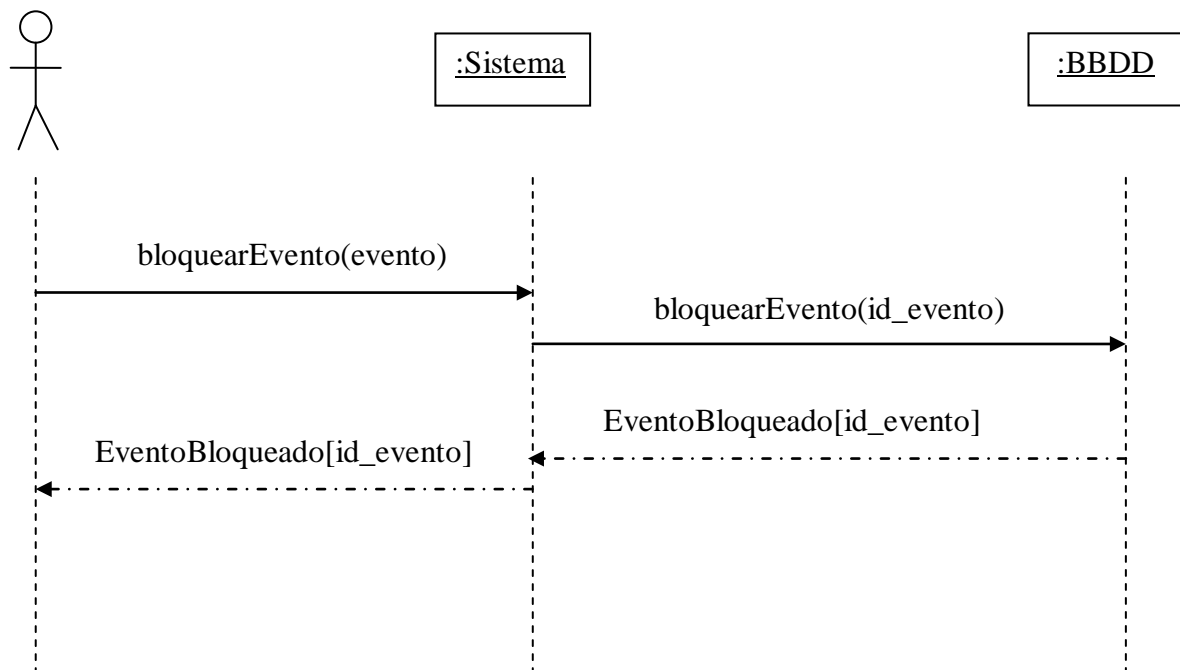 :Sistema
:BBDD
bloquearEvento(evento)
bloquearEvento(id_evento)
EventoBloqueado[id_evento]
EventoBloqueado[id_evento]